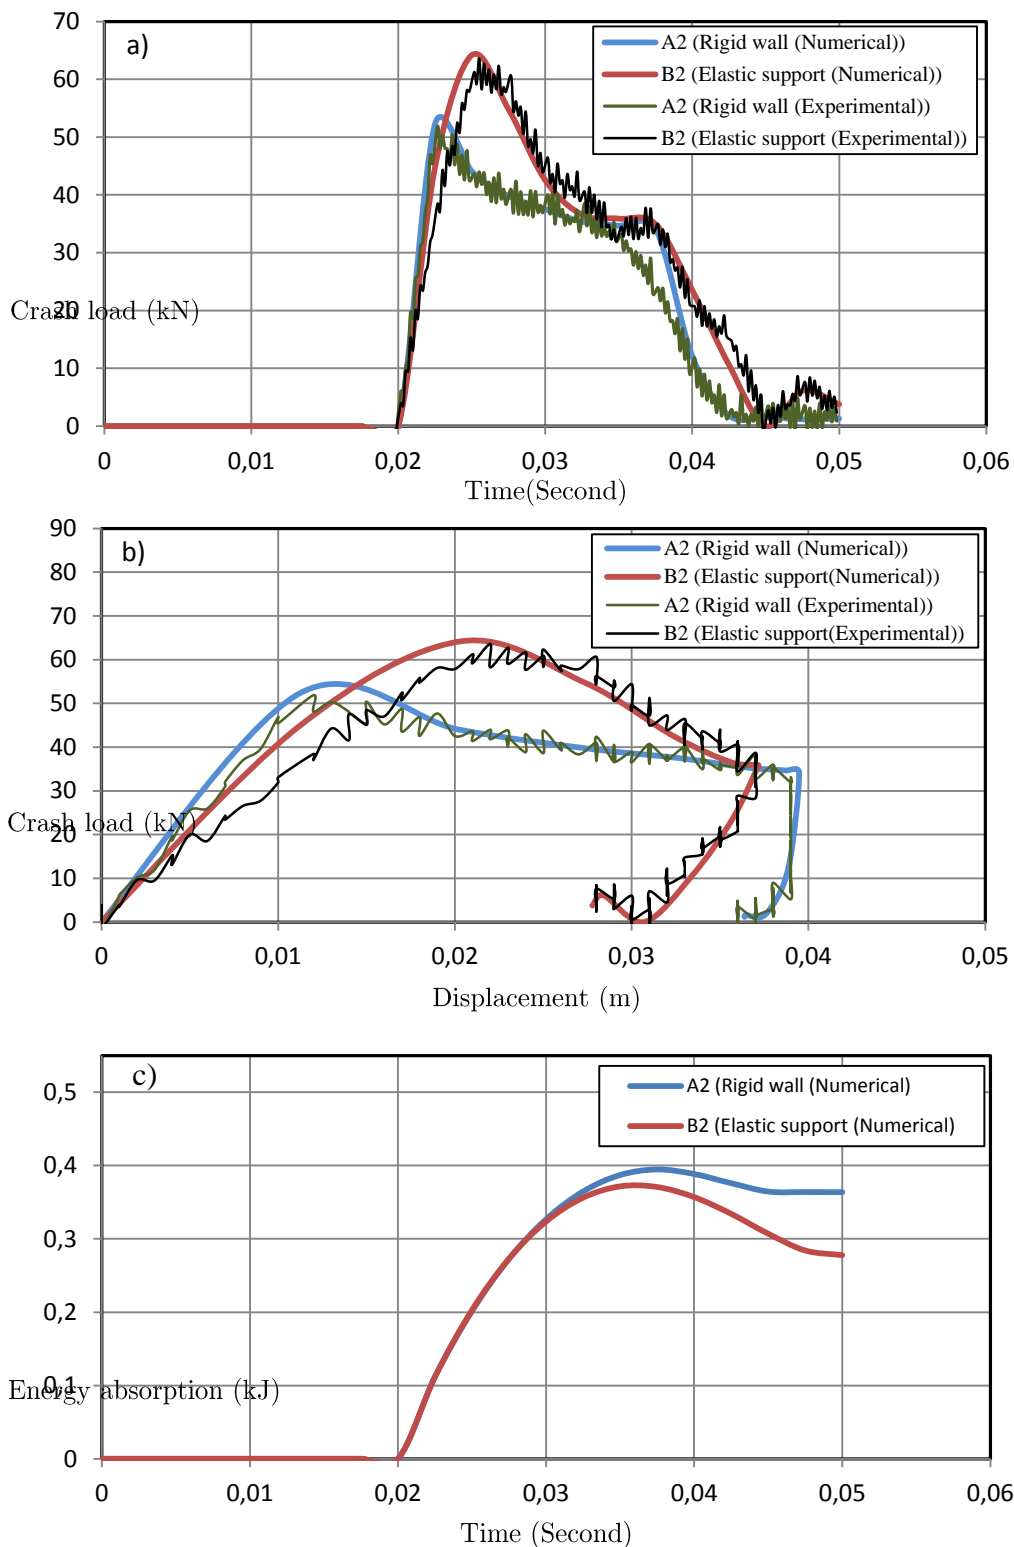 a)
A2 (Rigid wall (Numerical))
B2 (Elastic support (Numerical))
A2 (Rigid wall (Experimental))
B2 (Elastic support (Experimental))
70
60
50
40
30
20
10
0
Crash load (kN)
0 0,01 0,02 0,03 0,04 0,05 0,06
Time(Second)
b)
A2 (Rigid wall (Numerical))
B2 (Elastic support(Numerical))
A2 (Rigid wall (Experimental))
B2 (Elastic support(Experimental))
90
80
70
60
50
40
30
20
10
0
Crash load (kN)
0 0,01 0,02 0,03 0,04 0,05
Displacement (m)
c)
A2 (Rigid wall (Numerical)
B2 (Elastic support (Numerical)
0,5
0,4
0,3
0,2
0,1
0
Energy absorption (kJ)
0 0,01 0,02 0,03 0,04 0,05 0,06
Time (Second)